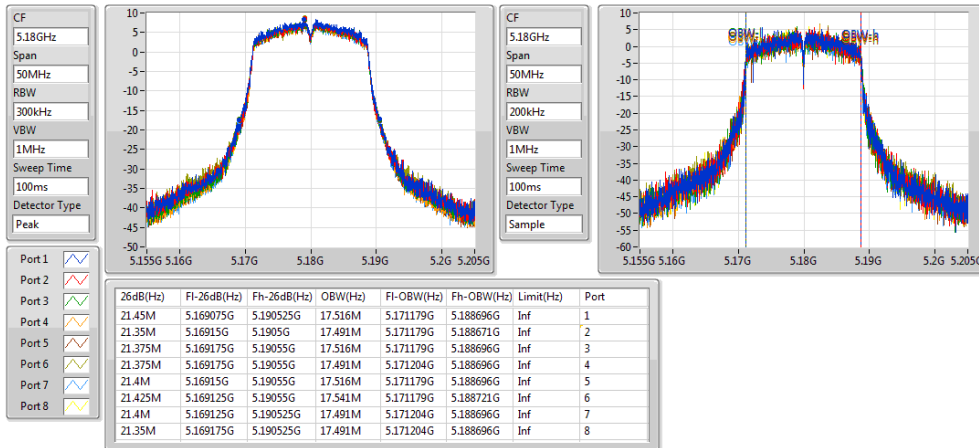 CF
5.18GHz
Span
50MHz
RBW
300kHz
VBW
1MHz
Sweep Time
100ms
Detector Type
Peak
10
5
0
-5
-10
-15
-20
-25
-30
-35
-40
-45
-50
5.155G 5.16G 5.17G 5.18G 5.19G 5.2G 5.205G
CF
5.18GHz
Span
50MHz
RBW
200kHz
VBW
1MHz
Sweep Time
100ms
Detector Type
Sample
10
5
0
-5
-10
-15
-20
-25
-30
-35
-40
-45
-50
-55
-60
5.155G 5.16G 5.17G 5.18G 5.19G 5.2G 5.205G
Port 1
Port 2
Port 3
Port 4
Port 5
Port 6
Port 7
Port 8
26dB(Hz) Fl-26dB(Hz) Fh-26dB(Hz) OBW(Hz) Fl-OBW(Hz) Fh-OBW(Hz) Limit(Hz) Port
21.45M 5.169075G 5.190525G 17.516M 5.171179G 5.188696G Inf 1
21.35M 5.16915G 5.1905G 17.491M 5.171179G 5.188671G Inf 2
21.375M 5.169175G 5.19055G 17.516M 5.171179G 5.188696G Inf 3
21.375M 5.169175G 5.19055G 17.491M 5.171204G 5.188696G Inf 4
21.4M 5.16915G 5.19055G 17.516M 5.171179G 5.188696G Inf 5
21.425M 5.169125G 5.19055G 17.541M 5.171179G 5.188721G Inf 6
21.4M 5.169125G 5.190525G 17.491M 5.171204G 5.188696G Inf 7
21.35M 5.169175G 5.190525G 17.491M 5.171204G 5.188696G Inf 8